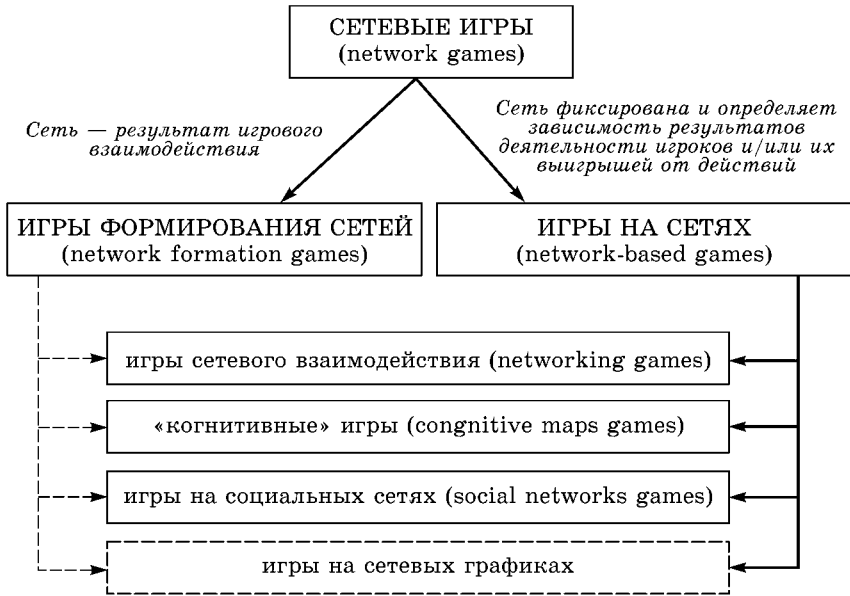 СЕТЕВЫЕ ИГРЫ
(network games)
Сеть — результат игрового
взаимодействия
Сеть фиксирована и определяет
зависимость результатов
деятельности игроков и/или их
выигрышей от действий
ИГРЫ ФОРМИРОВАНИЯ СЕТЕЙ
(network formation games)
ИГРЫ НА СЕТЯХ
(network-based games)
игры сетевого взаимодействия (networking games)
«когнитивные» игры (congnitive maps games)
игры на социальных сетях (social networks games)
игры на сетевых графиках